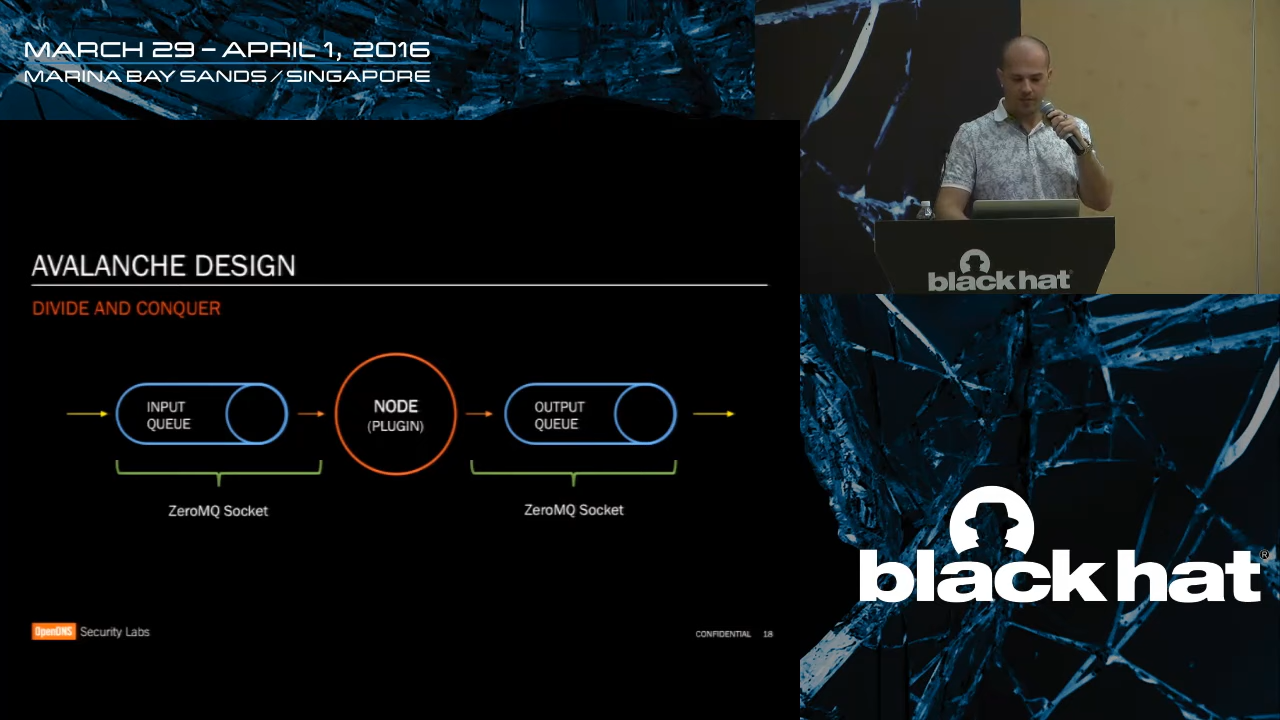 MARCH 29 – APRIL 1, 2016
MARINA BAY SANDS / SINGAPORE
black hat
AVALANCHE DESIGN
DIVIDE AND CONQUER
INPUT
QUEUE
NODE
(PLUGIN)
OUTPUT
QUEUE
ZeroMQ Socket
ZeroMQ Socket
black hat®
OpenDNS Security Labs
CONFIDENTIAL 18